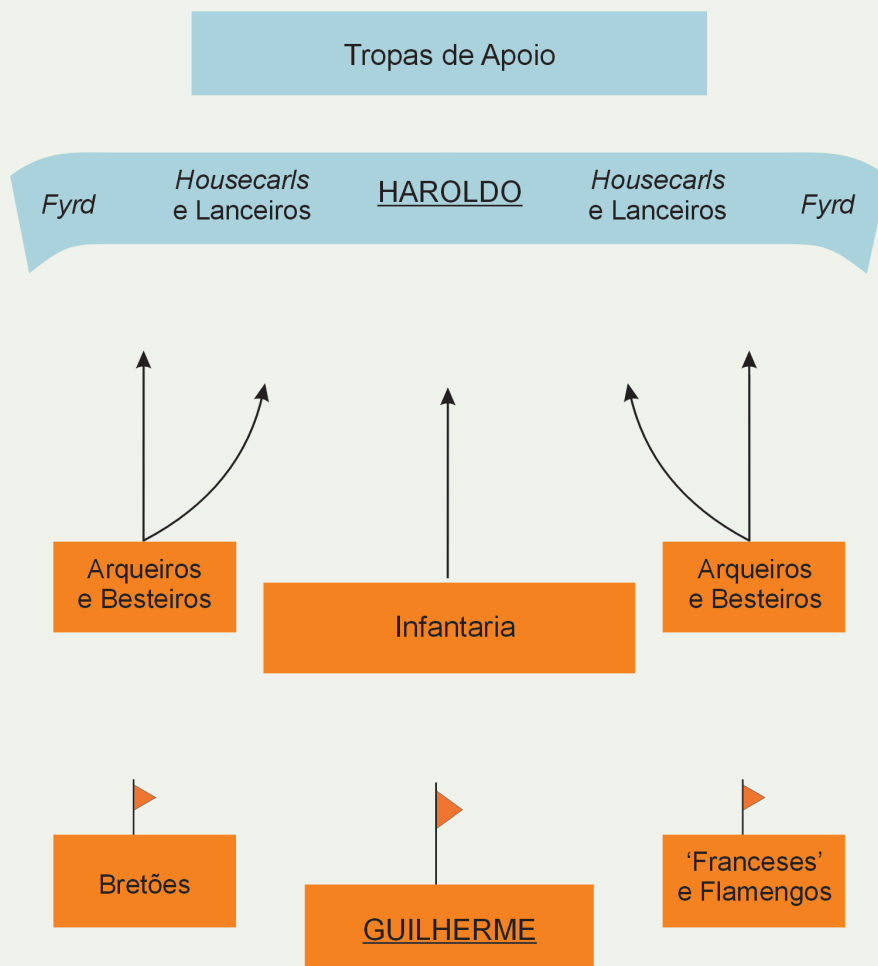 Tropas de Apoio
Fyrd
Housecarls
e Lanceiros
HAROLDO
Housecarls
e Lanceiros
Fyrd
Arqueiros
e Besteiros
Infantaria
Arqueiros
e Besteiros
Bretões
GUILHERME
‘Franceses’
e Flamengos